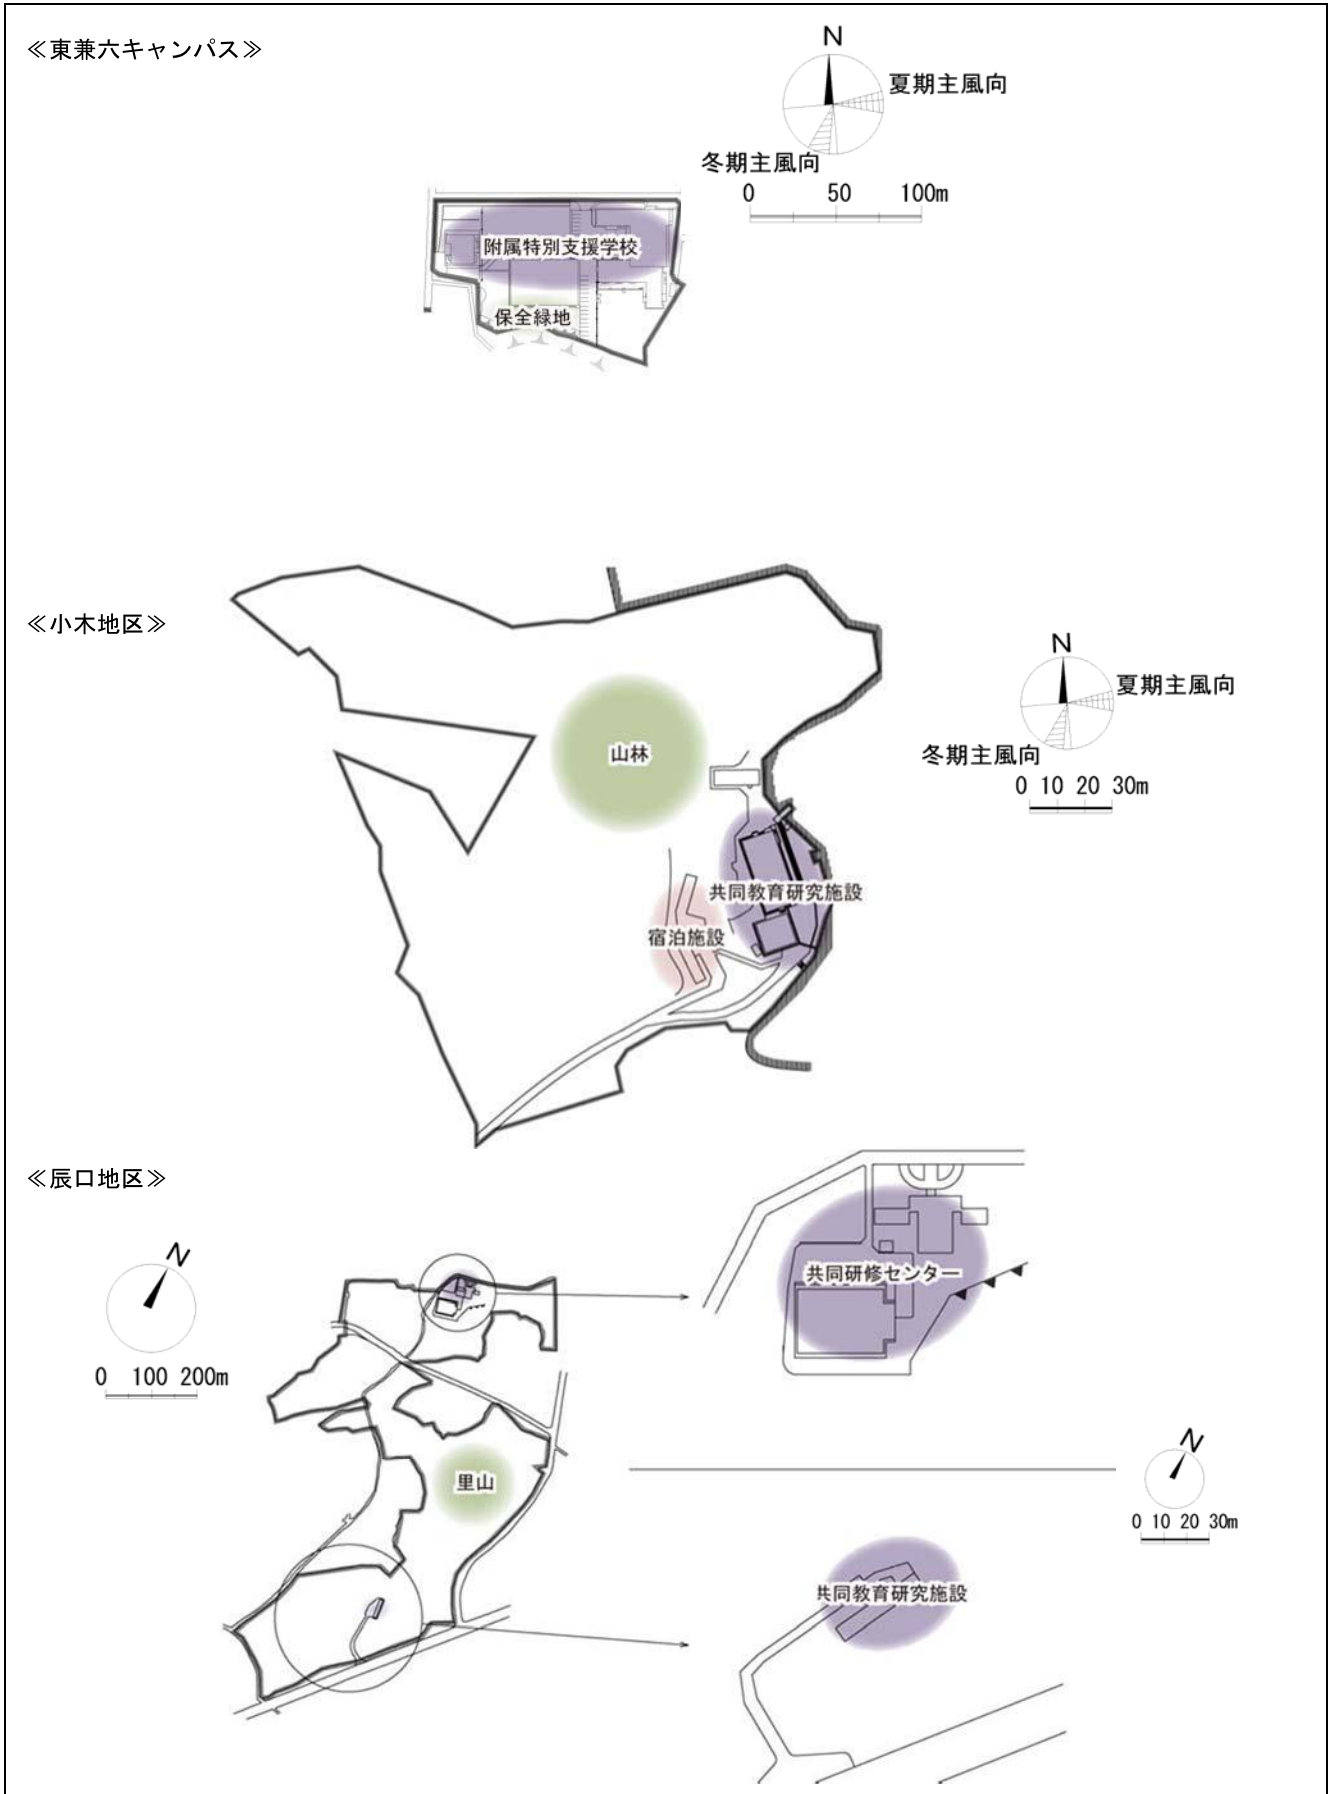 ≪東兼六キャンパス≫
N
夏期主風向
冬期主風向
0 50 100m
附属特別支援学校
保全緑地
≪小木地区≫
N
夏期主風向
冬期主風向
0 10 20 30m
山林
共同教育研究施設
宿泊施設
≪辰口地区≫
N
0 100 200m
共同研修センター
里山
N
0 10 20 30m
共同教育研究施設